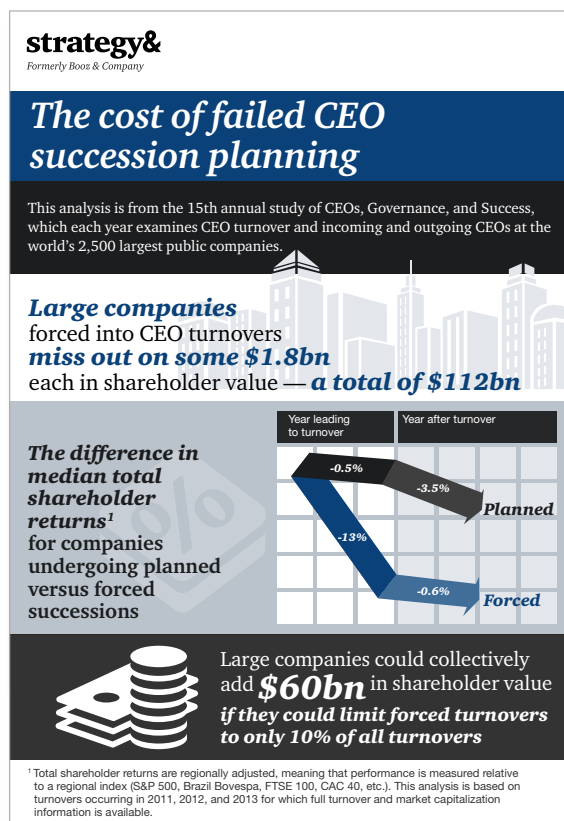 strategy&
Formerly Booz & Company
The cost of failed CEO
succession planning
This analysis is from the 15th annual study of CEOs, Governance, and Success,
which each year examines CEO turnover and incoming and outgoing CEOs at the
world's 2,500 largest public companies.
Large companies
forced into CEO turnovers
miss out on some $1.8bn
each in shareholder value — a total of $112bn
The difference in
median total
shareholder
returns¹
for companies
undergoing planned
versus forced
successions
%
Year leading
to turnover
Year after turnover
-0.5%
-3.5%
Planned
-13%
-0.6%
Forced
Large companies could collectively
add $60bn in shareholder value
if they could limit forced turnovers
to only 10% of all turnovers
¹ Total shareholder returns are regionally adjusted, meaning that performance is measured relative
to a regional index (S&P 500, Brazil Bovespa, FTSE 100, CAC 40, etc.). This analysis is based on
turnovers occurring in 2011, 2012, and 2013 for which full turnover and market capitalization
information is available.